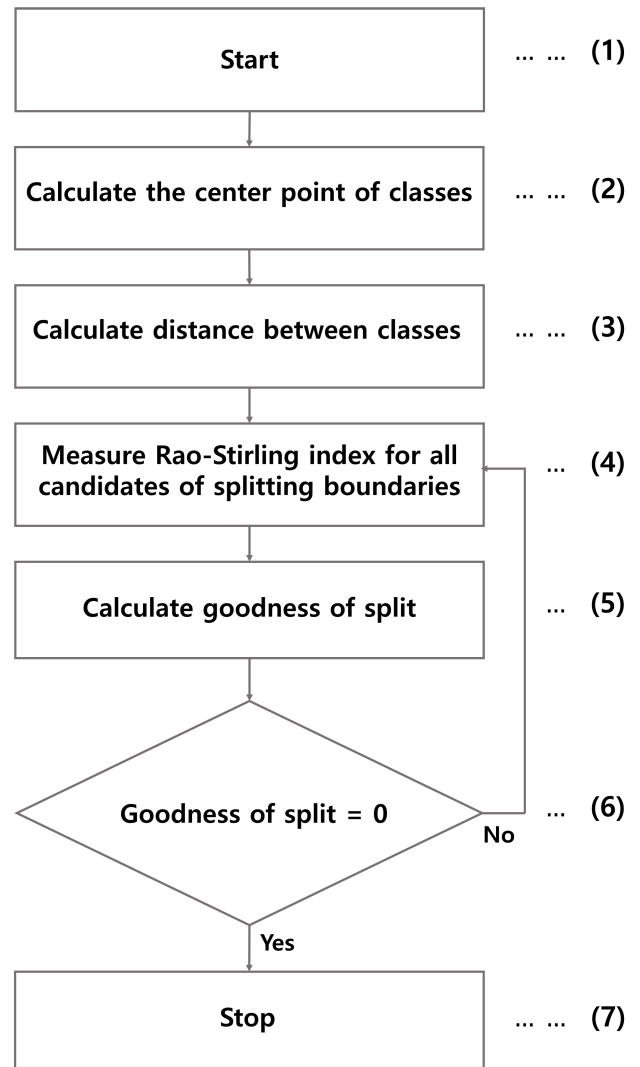 Start ... ... (1)
Calculate the center point of classes ... ... (2)
Calculate distance between classes ... ... (3)
Measure Rao-Stirling index for all
candidates of splitting boundaries ... (4)
Calculate goodness of split ... (5)
Goodness of split = 0 ... (6)
No
Yes
Stop ... ... (7)